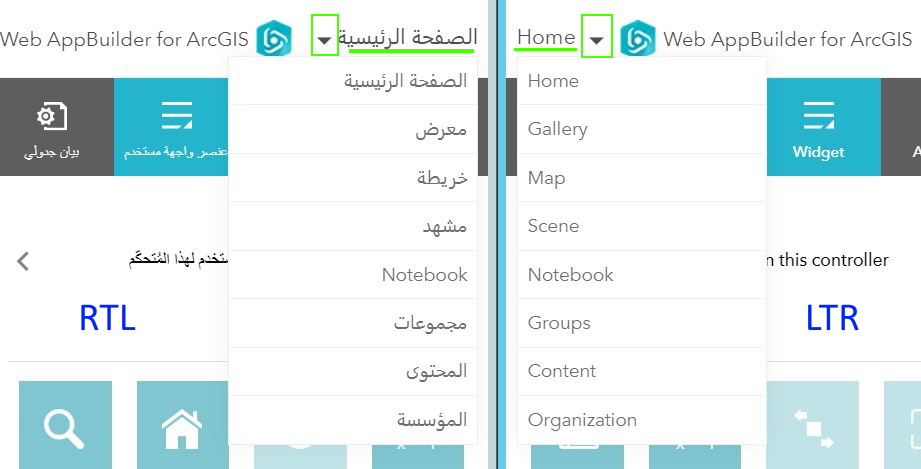 Web AppBuilder for ArcGIS
الصفحة الرئيسية
الصفحة الرئيسية
معرض
خريطة
مشهد
Notebook
مجموعات
المحتوى
المؤسسة
عنصر واجهة مستخدم
بيان جدولي
ستخدم لهذا المُتحكّم
RTL
Home
Web AppBuilder for ArcGIS
Home
Gallery
Map
Scene
Notebook
Groups
Content
Organization
Widget
A
n this controller
LTR